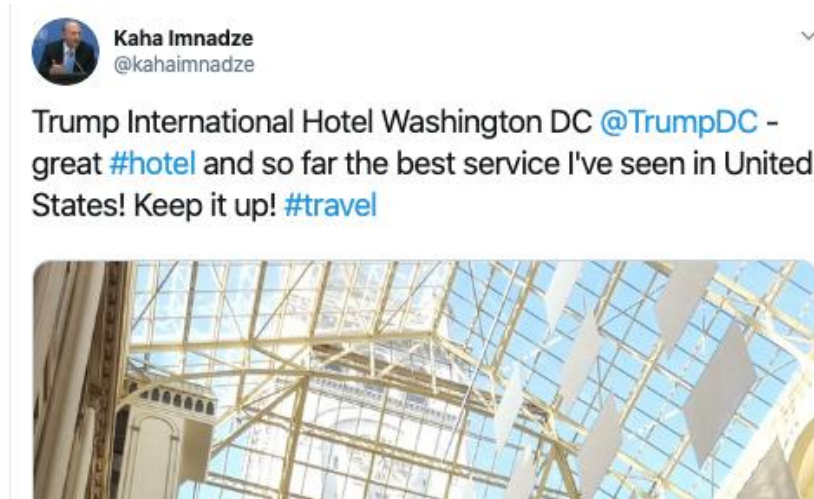 Kaha Imnadze
@kahaimnadze
Trump International Hotel Washington DC @TrumpDC -
great #hotel and so far the best service I've seen in United
States! Keep it up! #travel